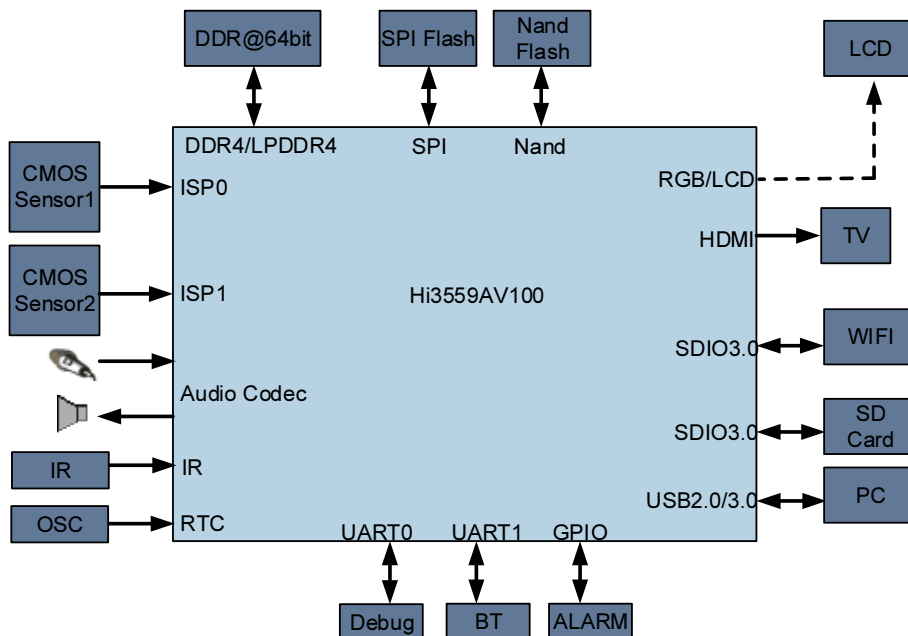 DDR@64bit
SPI Flash
Nand
Flash
LCD
DDR4/LPDDR4
SPI
Nand
CMOS
Sensor1
ISP0
RGB/LCD
HDMI
TV
CMOS
Sensor2
ISP1
Hi3559AV100
SDIO3.0
WIFI
Audio Codec
SDIO3.0
SD
Card
IR
IR
USB2.0/3.0
PC
OSC
RTC
UART0
UART1
GPIO
Debug
BT
ALARM